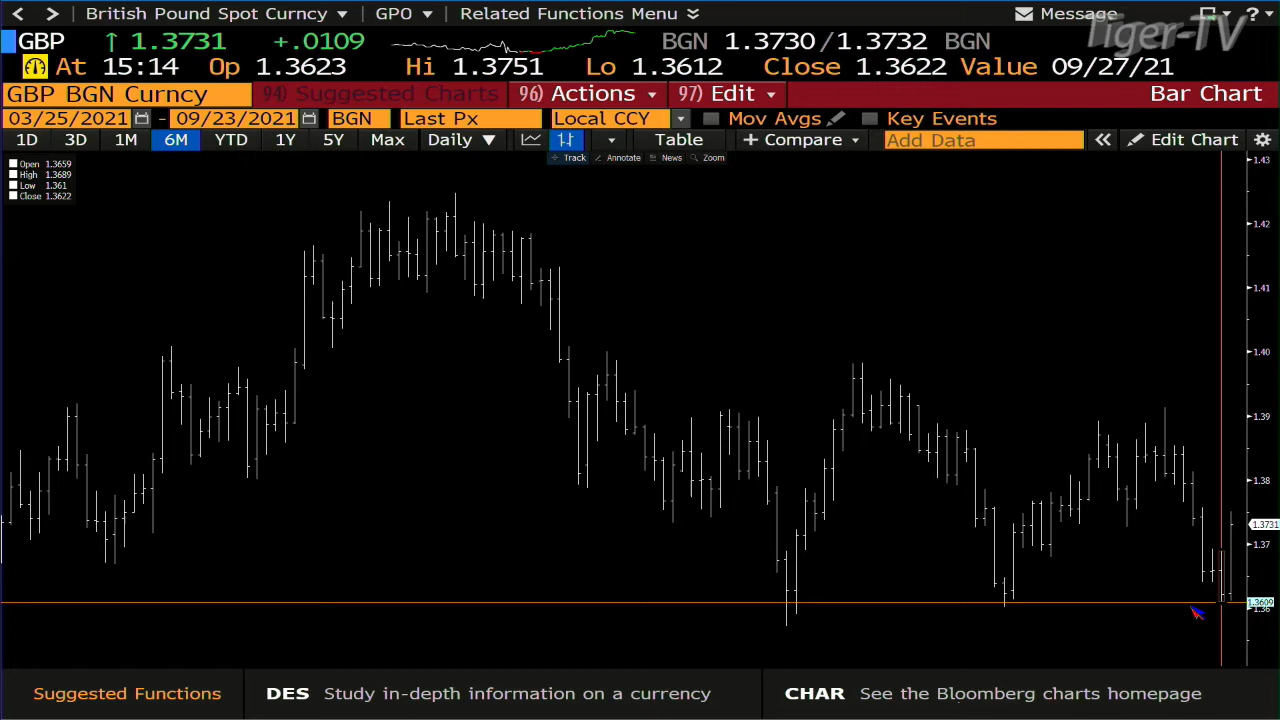 British Pound Spot Curncy GPO Related Functions Menu Message ?
Tiger-TV
GBP ↑ 1.3731 +.0109 BGN 1.3730/1.3732 BGN
At 15:14 Op 1.3623 Hi 1.3751 Lo 1.3612 Close 1.3622 Value 09/27/21
GBP BGN Curncy 94) Suggested Charts 96) Actions 97) Edit Bar Chart
03/25/2021 - 09/23/2021 BGN Last Px Local CCY Mov Avgs Key Events
1D 3D 1M 6M YTD 1Y 5Y Max Daily ▼ Table + Compare Add Data « Edit Chart
Track Annotate News Zoom
Open 1.3659
High 1.3689
Low 1.361
Close 1.3622
1.43
1.42
1.41
1.40
1.39
1.38
1.3731
1.37
1.3609
1.36
Suggested Functions DES Study in-depth information on a currency CHAR See the Bloomberg charts homepage